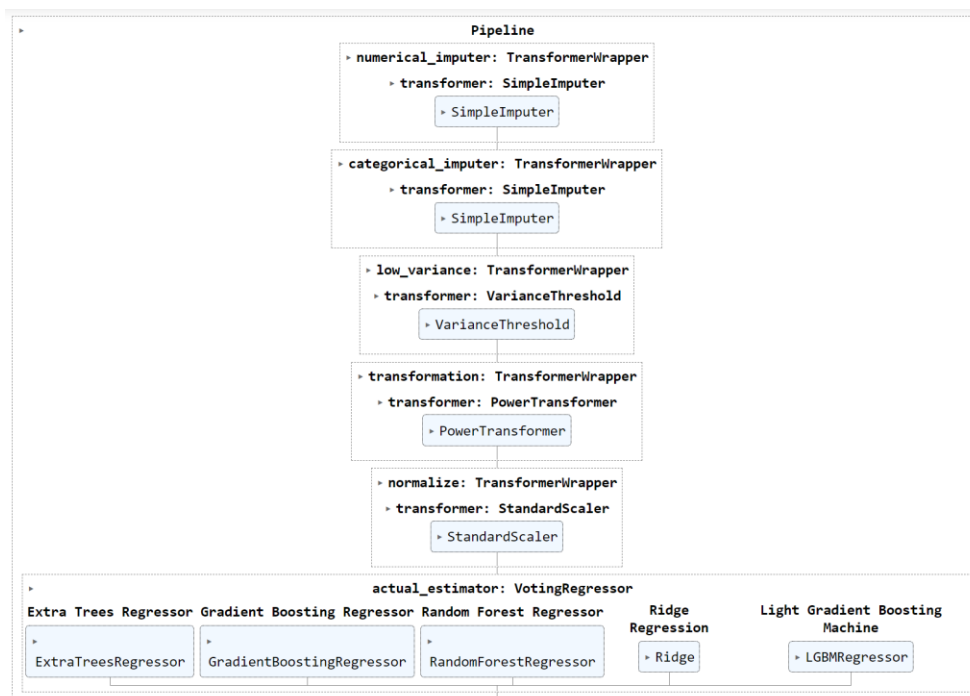 Pipeline
numerical_imputer: TransformerWrapper
transformer: SimpleImputer
SimpleImputer
categorical_imputer: TransformerWrapper
transformer: SimpleImputer
SimpleImputer
low_variance: TransformerWrapper
transformer: VarianceThreshold
VarianceThreshold
transformation: TransformerWrapper
transformer: PowerTransformer
PowerTransformer
normalize: TransformerWrapper
transformer: StandardScaler
StandardScaler
actual_estimator: VotingRegressor
Extra Trees Regressor
ExtraTreesRegressor
Gradient Boosting Regressor
GradientBoostingRegressor
Random Forest Regressor
RandomForestRegressor
Ridge
Regression
Ridge
Light Gradient Boosting
Machine
LGBMRegressor